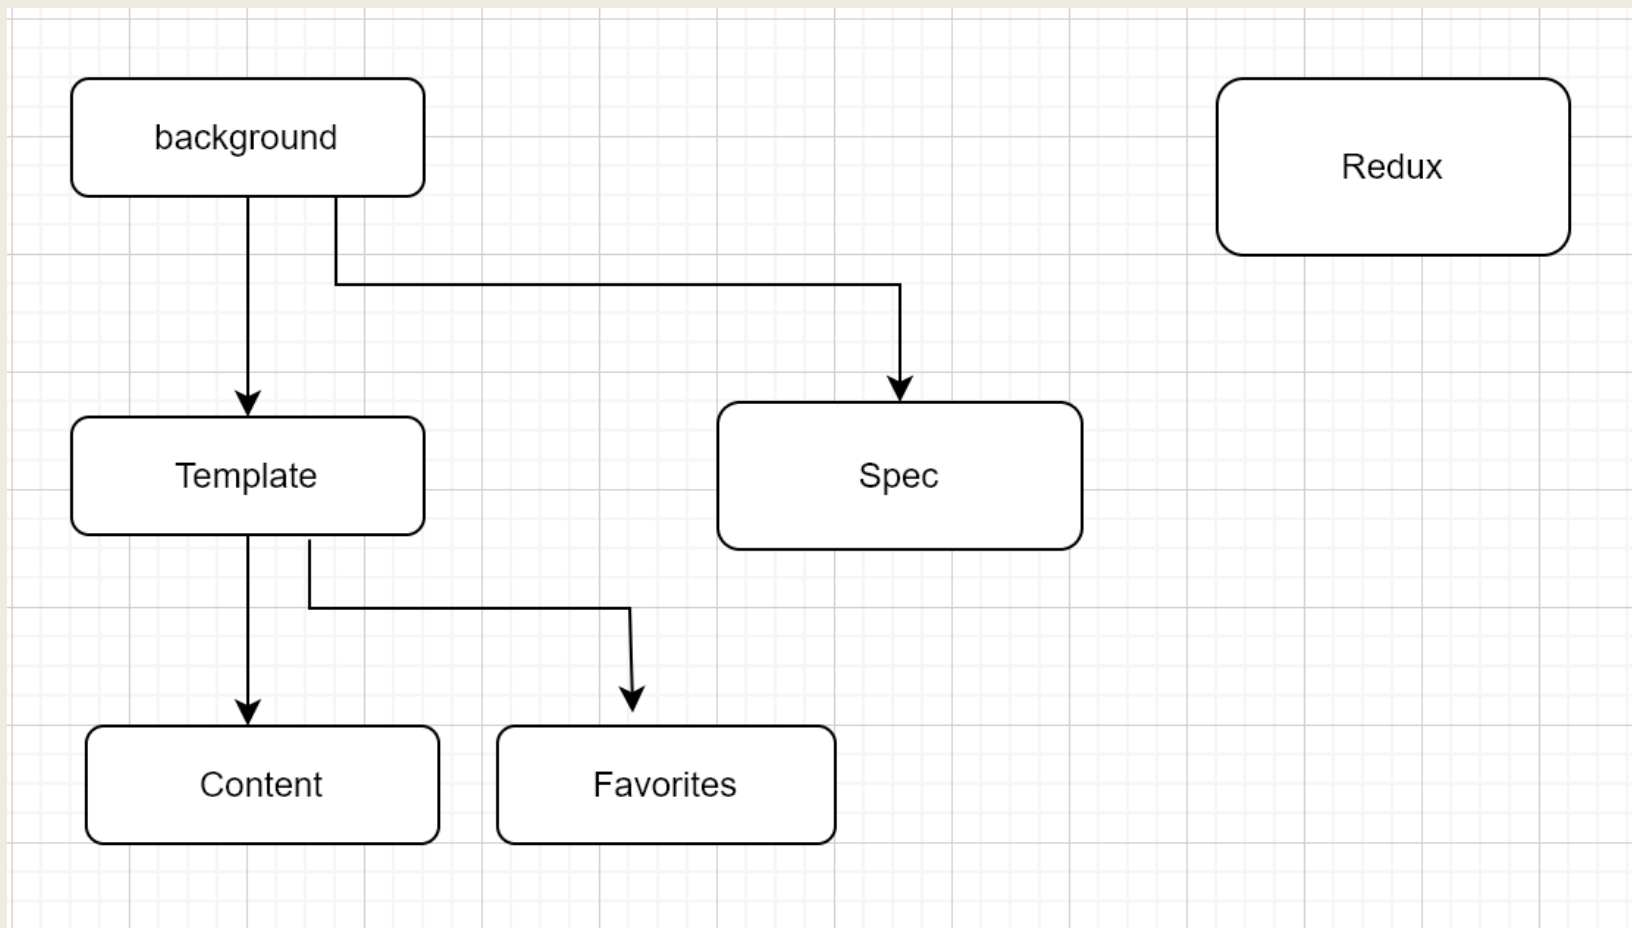 background
Redux
Template
Spec
Content
Favorites